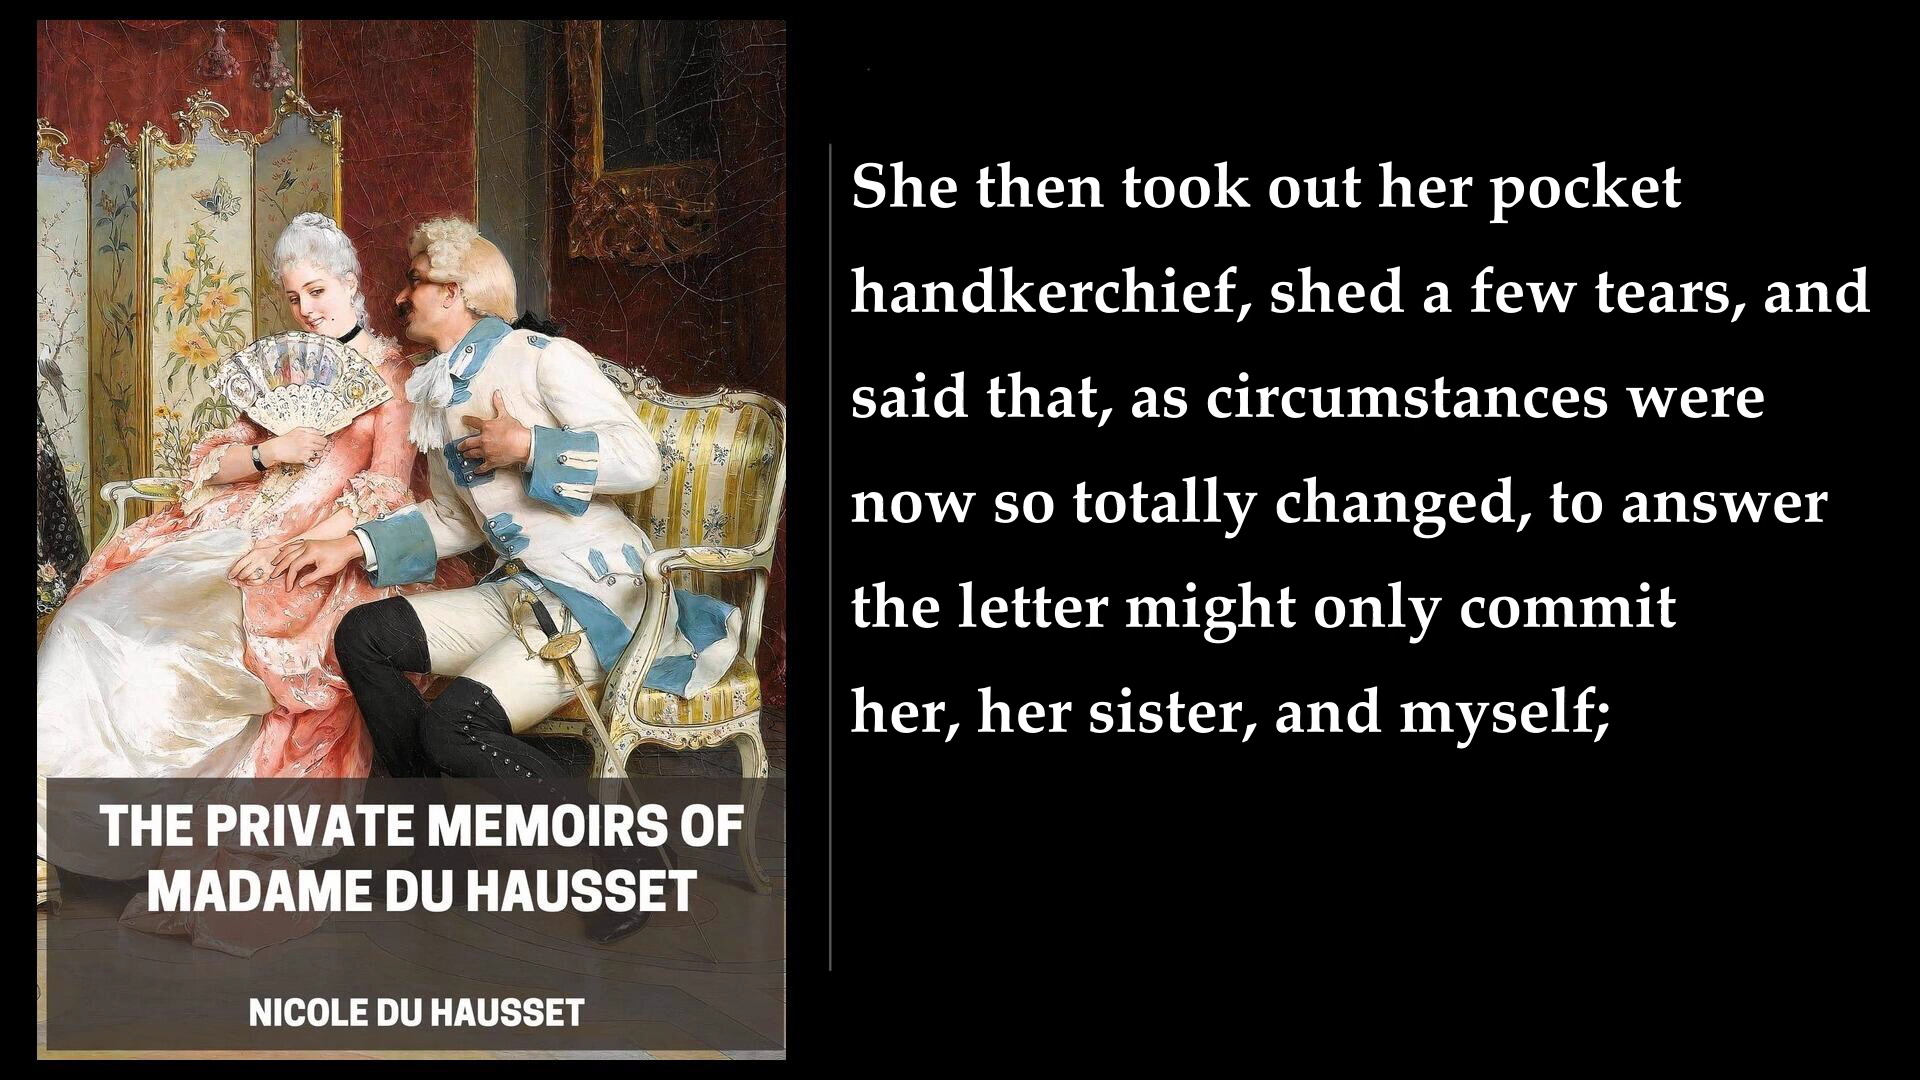 THE PRIVATE MEMOIRS OF
MADAME DU HAUSSET
NICOLE DU HAUSSET
She then took out her pocket
handkerchief, shed a few tears, and
said that, as circumstances were
now so totally changed, to answer
the letter might only commit
her, her sister, and myself;